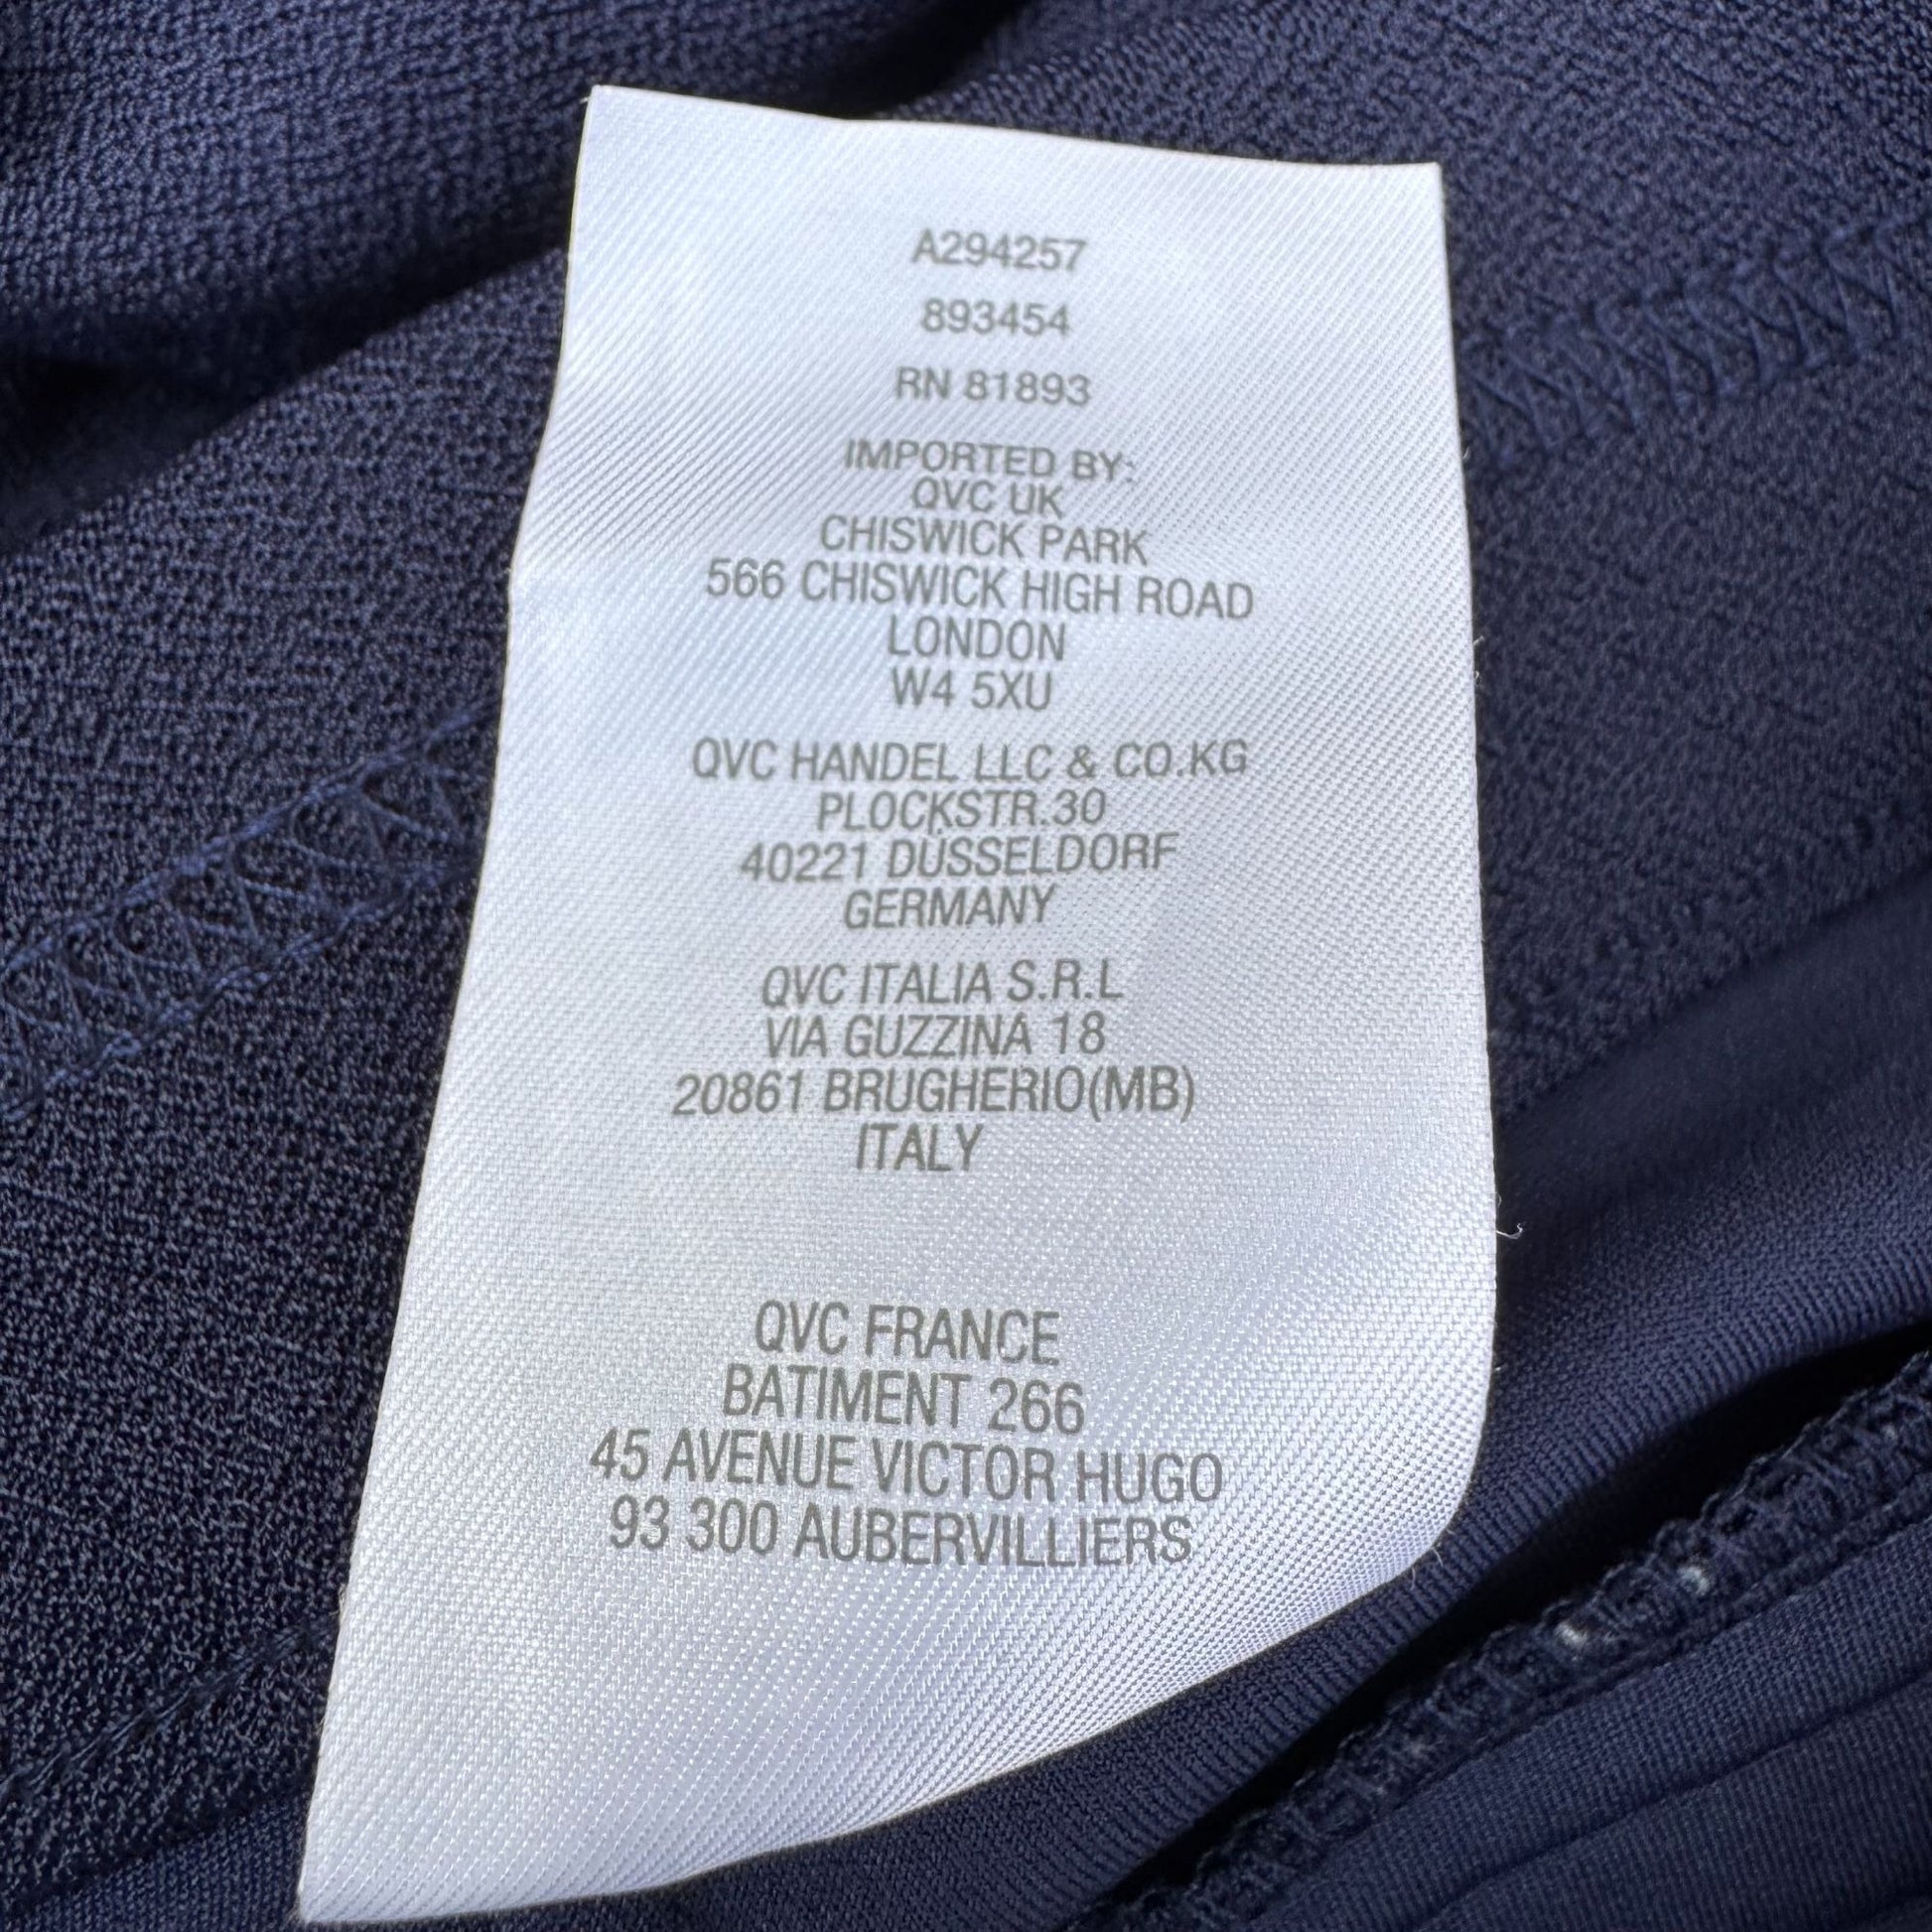 A294257
893454
RN 81893
IMPORTED BY:
QVC UK
CHISWICK PARK
566 CHISWICK HIGH ROAD
LONDON
W4 5XU
QVC HANDEL LLC & CO.KG
PLOCKSTR.30
40221 DÜSSELDORF
GERMANY
QVC ITALIA S.R.L
VIA GUZZINA 18
20861 BRUGHERIO(MB)
ITALY
QVC FRANCE
BATIMENT 266
45 AVENUE VICTOR HUGO
93 300 AUBERVILLIERS